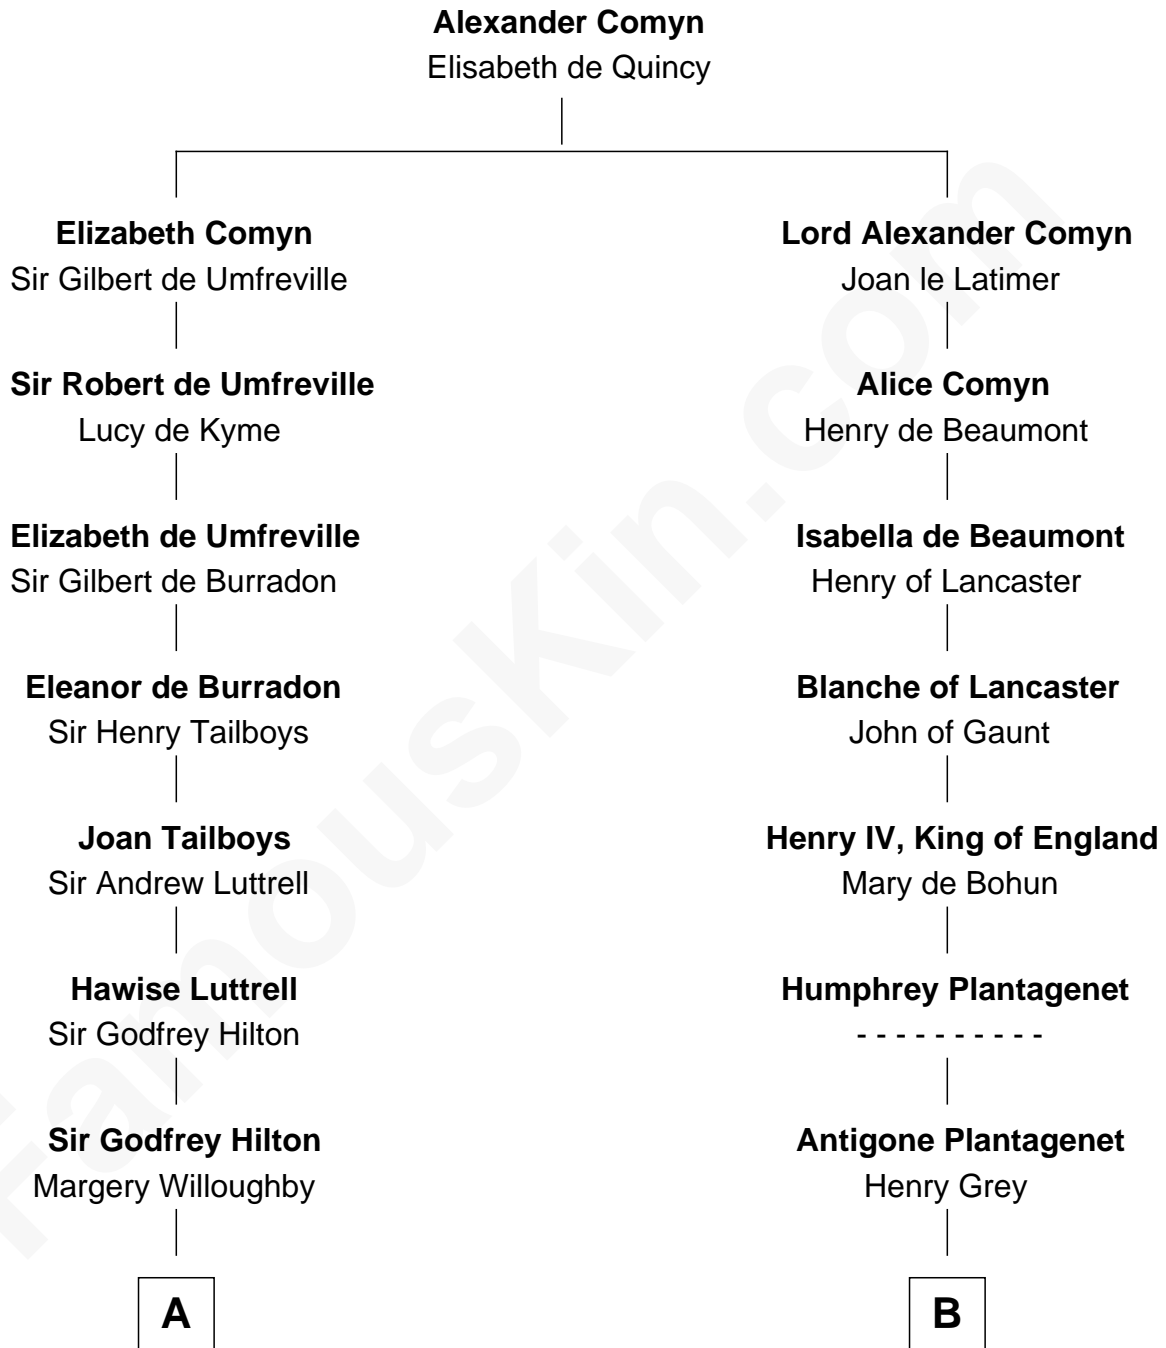 Alexander Comyn
Elisabeth de Quincy
Elizabeth Comyn
Sir Gilbert de Umfreville
Lord Alexander Comyn
Joan le Latimer
Sir Robert de Umfreville
Lucy de Kyme
Alice Comyn
Henry de Beaumont
Elizabeth de Umfreville
Sir Gilbert de Burradon
Isabella de Beaumont
Henry of Lancaster
Eleanor de Burradon
Sir Henry Tailboys
Blanche of Lancaster
John of Gaunt
Joan Tailboys
Sir Andrew Luttrell
Henry IV, King of England
Mary de Bohun
Hawise Luttrell
Sir Godfrey Hilton
Humphrey Plantagenet
- - - - - - - - - -
Sir Godfrey Hilton
Margery Willoughby
Antigone Plantagenet
Henry Grey
A
B
FamousKin.com